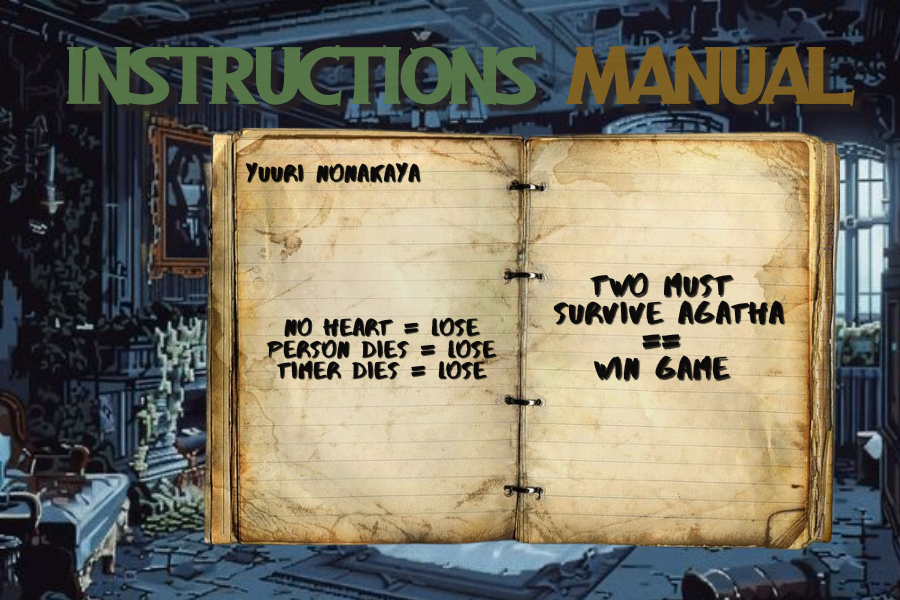 INSTRUCTIONS MANUAL
YUURI NONAKAYA
NO HEART = LOSE
PERSON DIES = LOSE
TIMER DIES = LOSE
TWO MUST
SURVIVE AGATHA
==
WIN GAME